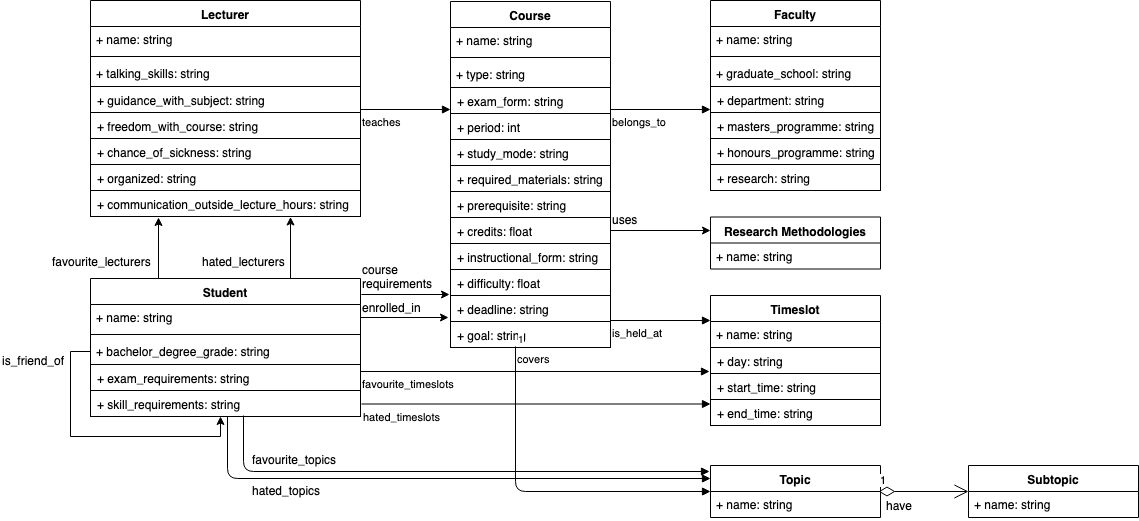 Lecturer
+ name: string
+ talking_skills: string
+ guidance_with_subject: string
+ freedom_with_course: string
+ chance_of_sickness: string
+ organized: string
+ communication_outside_lecture_hours: string
teaches
Course
+ name: string
+ type: string
+ exam_form: string
+ period: int
+ study_mode: string
+ required_materials: string
+ prerequisite: string
+ credits: float
+ instructional_form: string
+ difficulty: float
+ deadline: string
+ goal: string
1
belongs_to
Faculty
+ name: string
+ graduate_school: string
+ department: string
+ masters_programme: string
+ honours_programme: string
+ research: string
uses
Research Methodologies
+ name: string
favourite_lecturers
hated_lecturers
course
requirements
enrolled_in
Student
+ name: string
+ bachelor_degree_grade: string
+ exam_requirements: string
+ skill_requirements: string
is_friend_of
is_held_at
covers
favourite_timeslots
hated_timeslots
Timeslot
+ name: string
+ day: string
+ start_time: string
+ end_time: string
favourite_topics
hated_topics
Topic
+ name: string
1
have
Subtopic
+ name: string